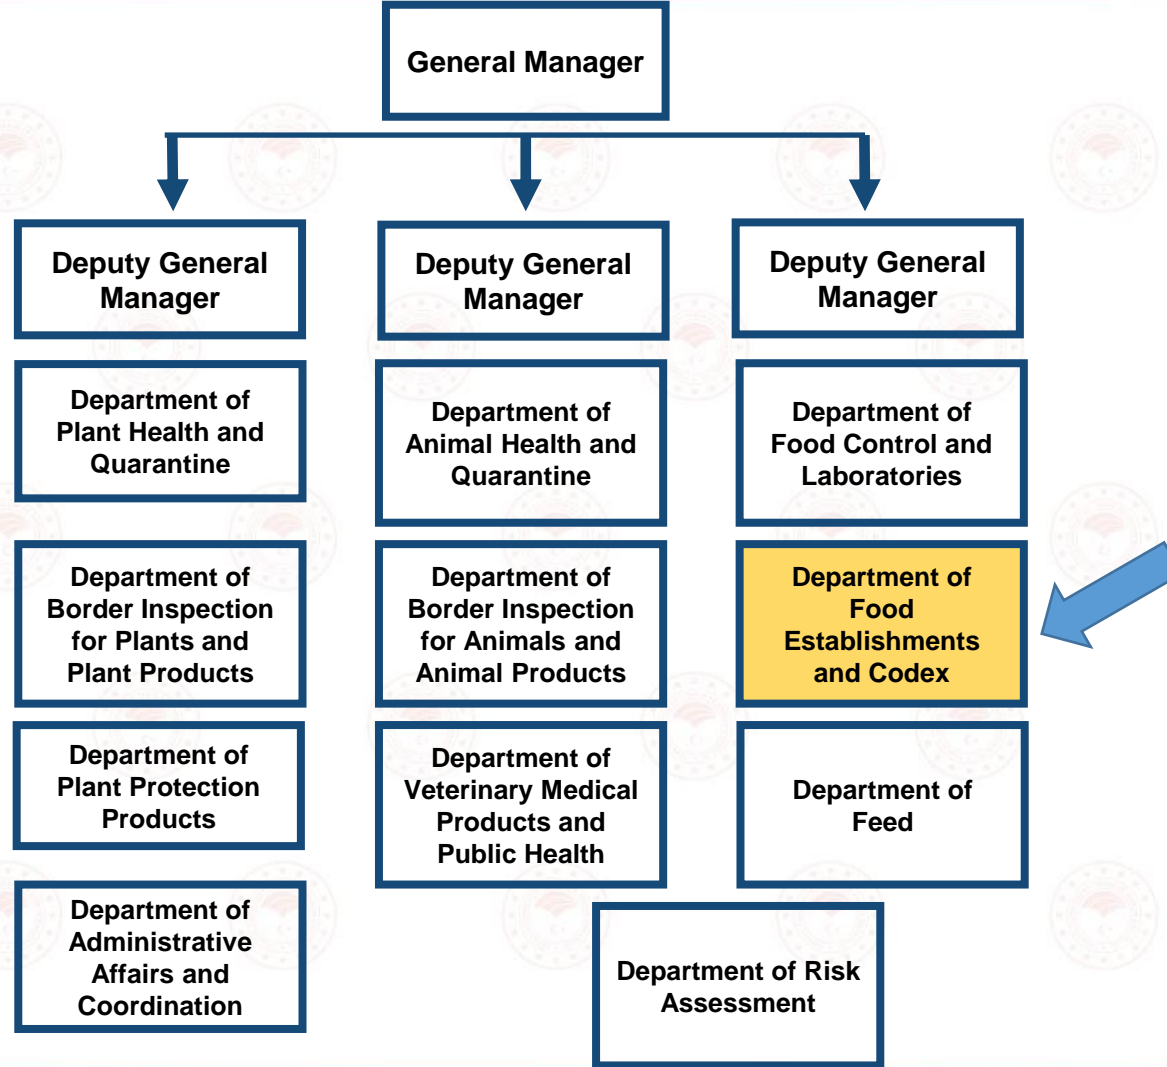 General Manager
Deputy General
Manager
Deputy General
Manager
Deputy General
Manager
Department of
Plant Health and
Quarantine
Department of
Animal Health and
Quarantine
Department of
Food Control and
Laboratories
Department of
Border Inspection
for Plants and
Plant Products
Department of
Border Inspection
for Animals and
Animal Products
Department of
Food
Establishments
and Codex
Department of
Plant Protection
Products
Department of
Veterinary Medical
Products and
Public Health
Department of
Feed
Department of
Administrative
Affairs and
Coordination
Department of Risk
Assessment